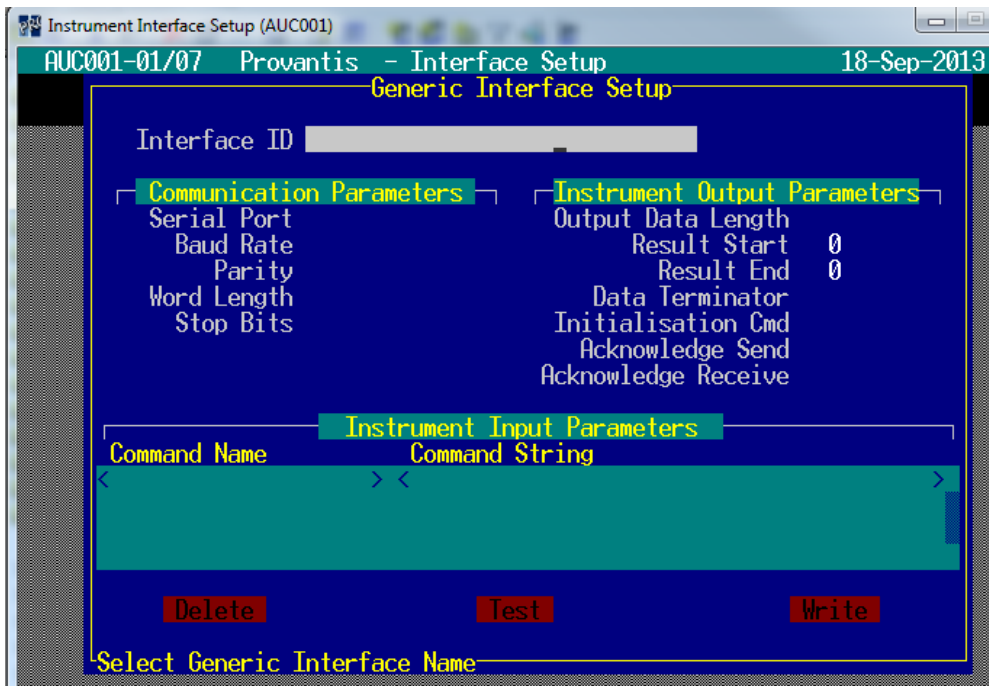 Instrument Interface Setup (AUC001)
AUC001-01/07 Provantis - Interface Setup 18-Sep-2013
Generic Interface Setup
Interface ID
Communication Parameters
Serial Port
Baud Rate
Parity
Word Length
Stop Bits
Instrument Output Parameters
Output Data Length
Result Start 0
Result End 0
Data Terminator
Initialisation Cmd
Acknowledge Send
Acknowledge Receive
Instrument Input Parameters
Command Name Command String
< > < >
Delete Test Write
Select Generic Interface Name